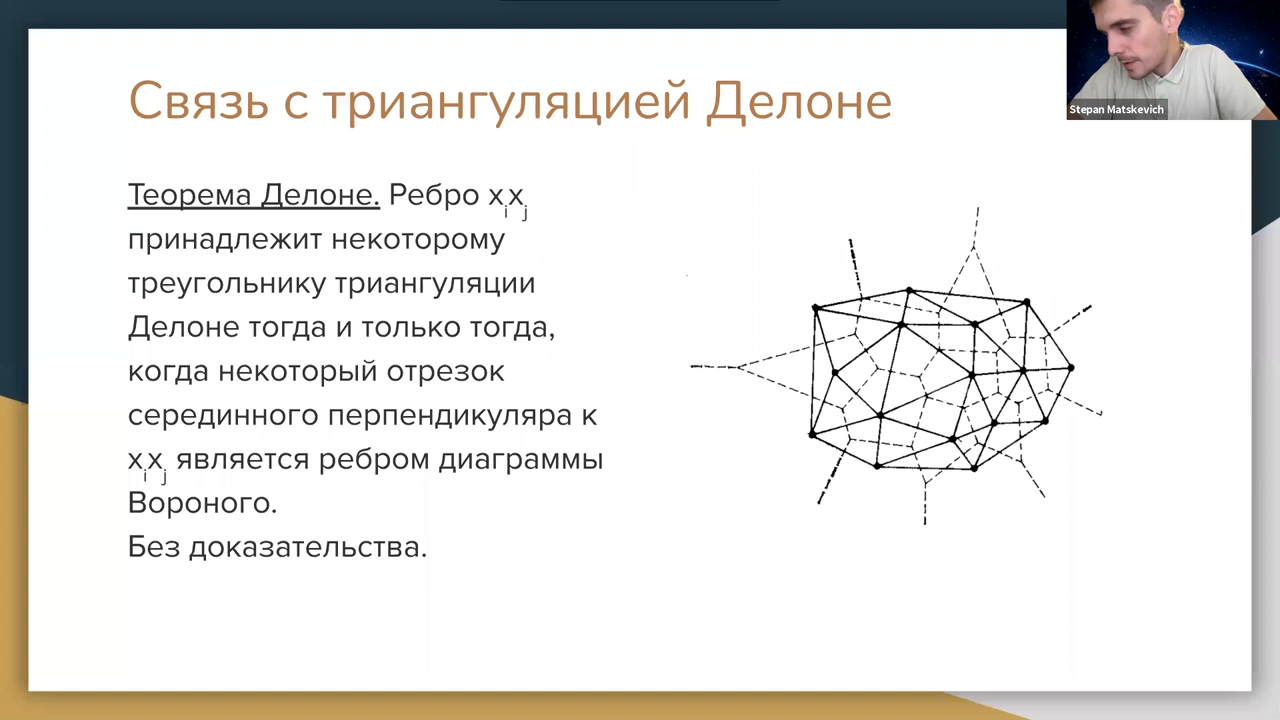 Связь с триангуляцией Делоне
Stepan Matskevich
Теорема Делоне. Ребро xᵢxⱼ
принадлежит некоторому
треугольнику триангуляции
Делоне тогда и только тогда,
когда некоторый отрезок
серединного перпендикуляра к
xᵢxⱼ является ребром диаграммы
Вороного.
Без доказательства.